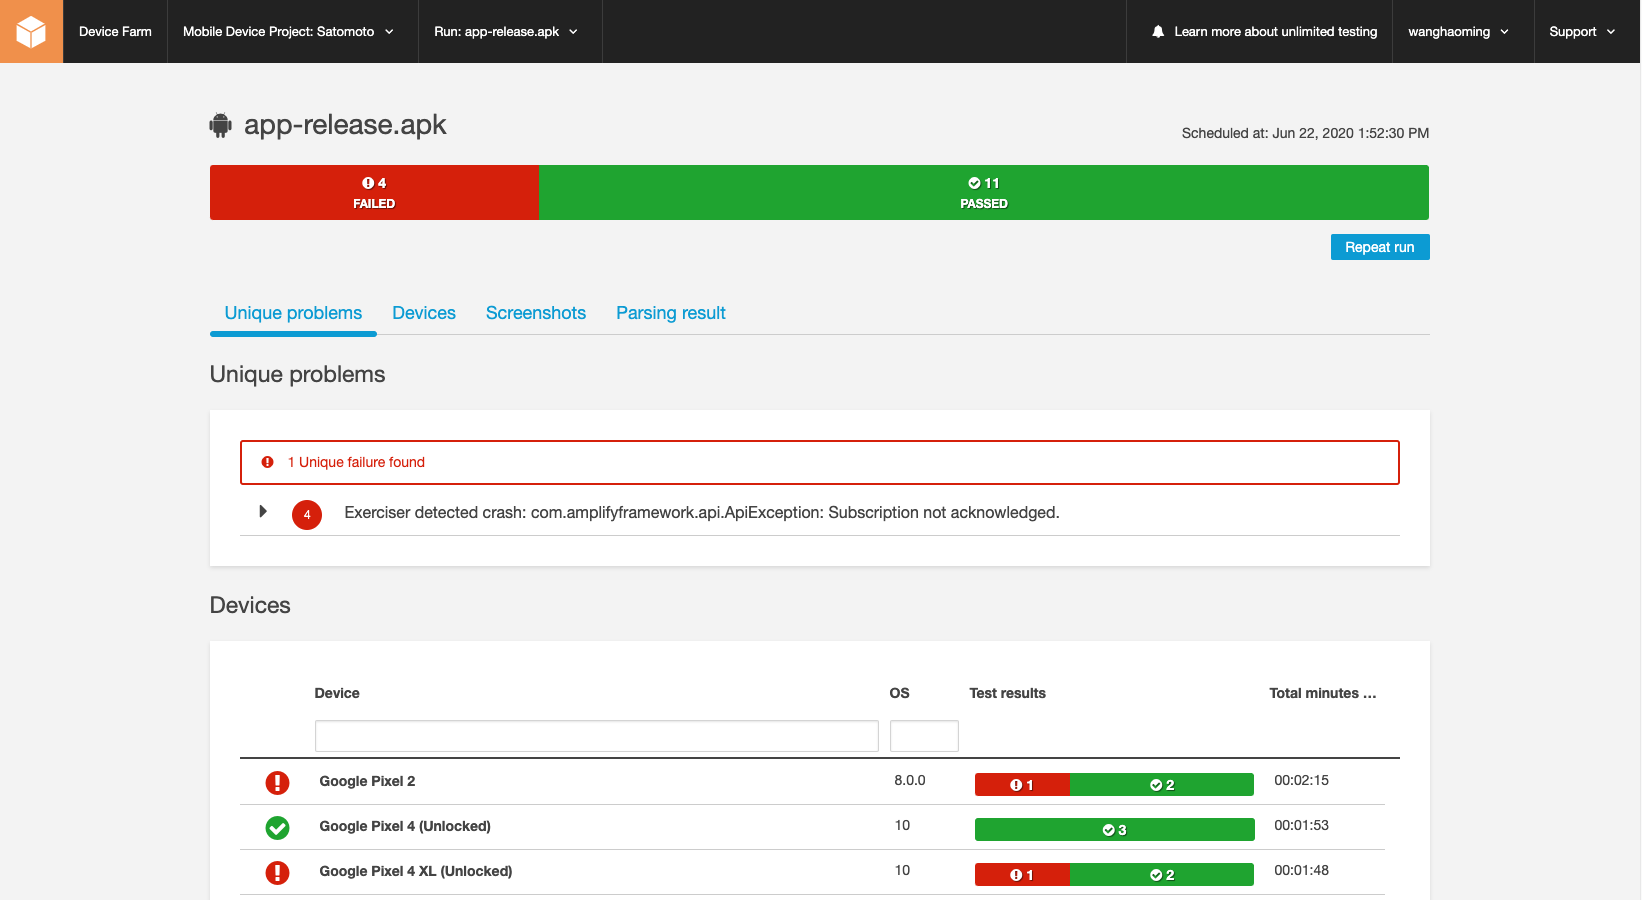 Device Farm
Mobile Device Project: Satomoto
Run: app-release.apk
Learn more about unlimited testing
wanghaoming
Support
app-release.apk
Scheduled at: Jun 22, 2020 1:52:30 PM
4
FAILED
11
PASSED
Repeat run
Unique problems
Devices
Screenshots
Parsing result
Unique problems
1 Unique failure found
4
Exerciser detected crash: com.amplifyframework.api.ApiException: Subscription not acknowledged.
Devices
Device OS Test results Total minutes ...
Google Pixel 2 8.0.0 1 2 00:02:15
Google Pixel 4 (Unlocked) 10 3 00:01:53
Google Pixel 4 XL (Unlocked) 10 1 2 00:01:48